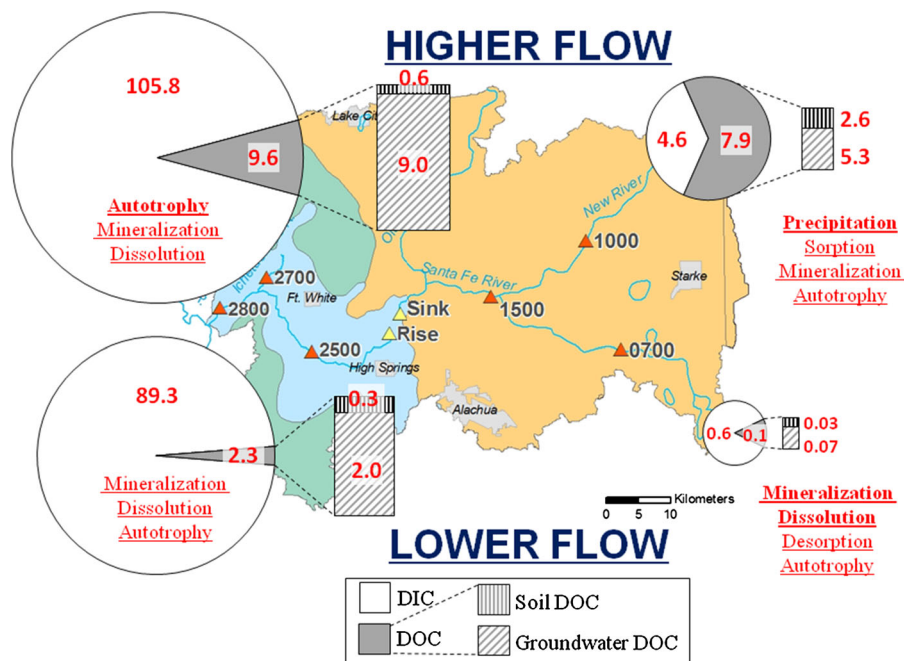 HIGHER FLOW
105.8
9.6
0.6
9.0
Autotrophy
Mineralization
Dissolution
Lake Cit
4.6
7.9
2.6
5.3
Precipitation
Sorption
Mineralization
Autotrophy
New River
1000
Santa Fe River
Starke
1500
0700
2700
Ft. White
2800
Sink
Rise
2500
High Springs
Alachua
89.3
2.3
0.3
2.0
Mineralization
Dissolution
Autotrophy
0.6
0.1
0.03
0.07
Mineralization
Dissolution
Desorption
Autotrophy
Kilometers
0 5 10
LOWER FLOW
DIC
Soil DOC
DOC
Groundwater DOC